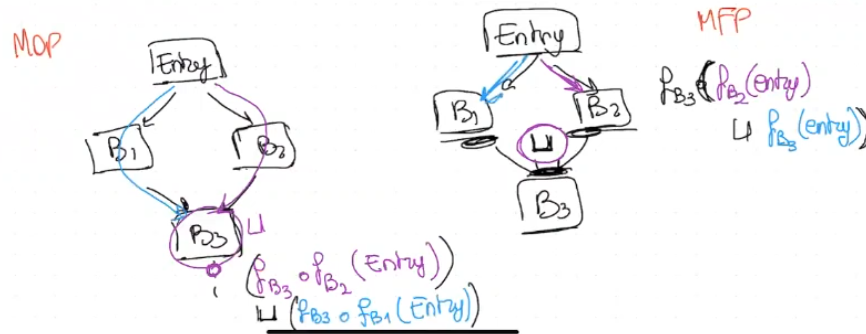 MOP
Entry
B1
B2
B3
⊔
(fB3 ∘ fB2 (Entry))
⊔ (fB3 ∘ fB1 (Entry))
MFP
Entry
B1
B2
⊔
B3
fB3 (fB2 (entry)
⊔ fB3 (entry))